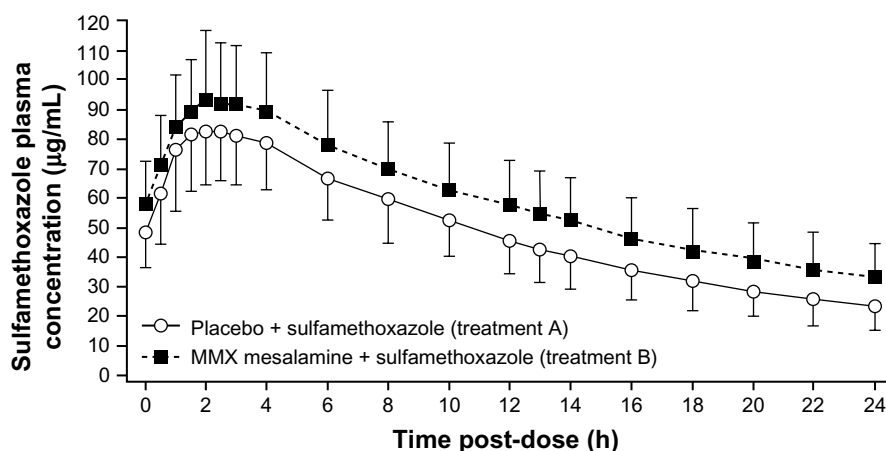 120
110
100
90
80
70
60
50
40
30
20
10
0
Sulfamethoxazole plasma
concentration (µg/mL)
Placebo + sulfamethoxazole (treatment A)
MMX mesalamine + sulfamethoxazole (treatment B)
0 2 4 6 8 10 12 14 16 18 20 22 24
Time post-dose (h)